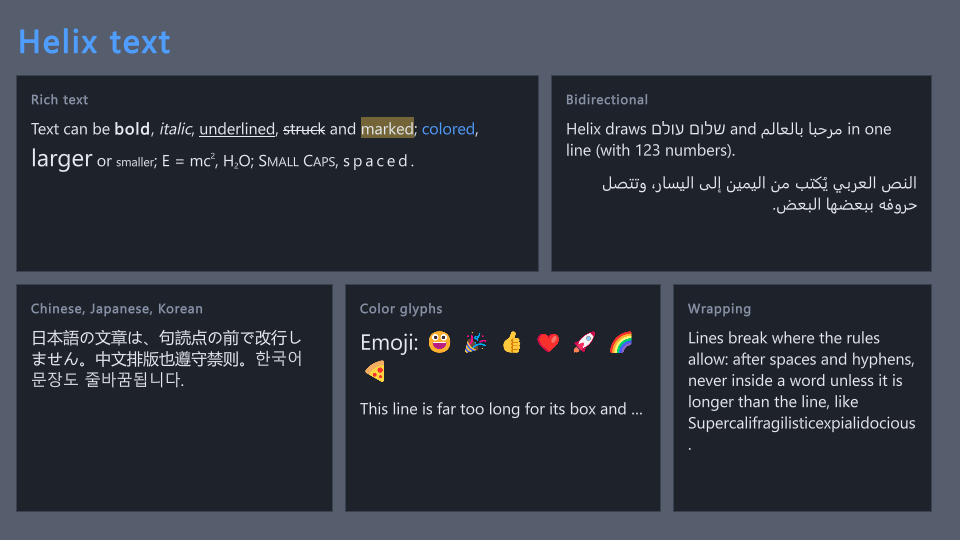 Helix text
Rich text
Text can be bold, italic, underlined, struck and marked; colored,
larger or smaller; E = mc², H₂O; SMALL CAPS, spaced.
Bidirectional
Helix draws שלום עולם and مرحبا بالعالم in one
line (with 123 numbers).
النص العربي يُكتب من اليمين إلى اليسار، وتتصل
حروفه ببعضها البعض.
Chinese, Japanese, Korean
日本語の文章は、句読点の前で改行し
ません。中文排版也遵守禁则。한국어
문장도 줄바꿈됩니다.
Color glyphs
Emoji: 😀 🎉 👍 ❤️ 🚀 🌈
🍕
This line is far too long for its box and …
Wrapping
Lines break where the rules
allow: after spaces and hyphens,
never inside a word unless it is
longer than the line, like
Supercalifragilisticexpialidocious
.